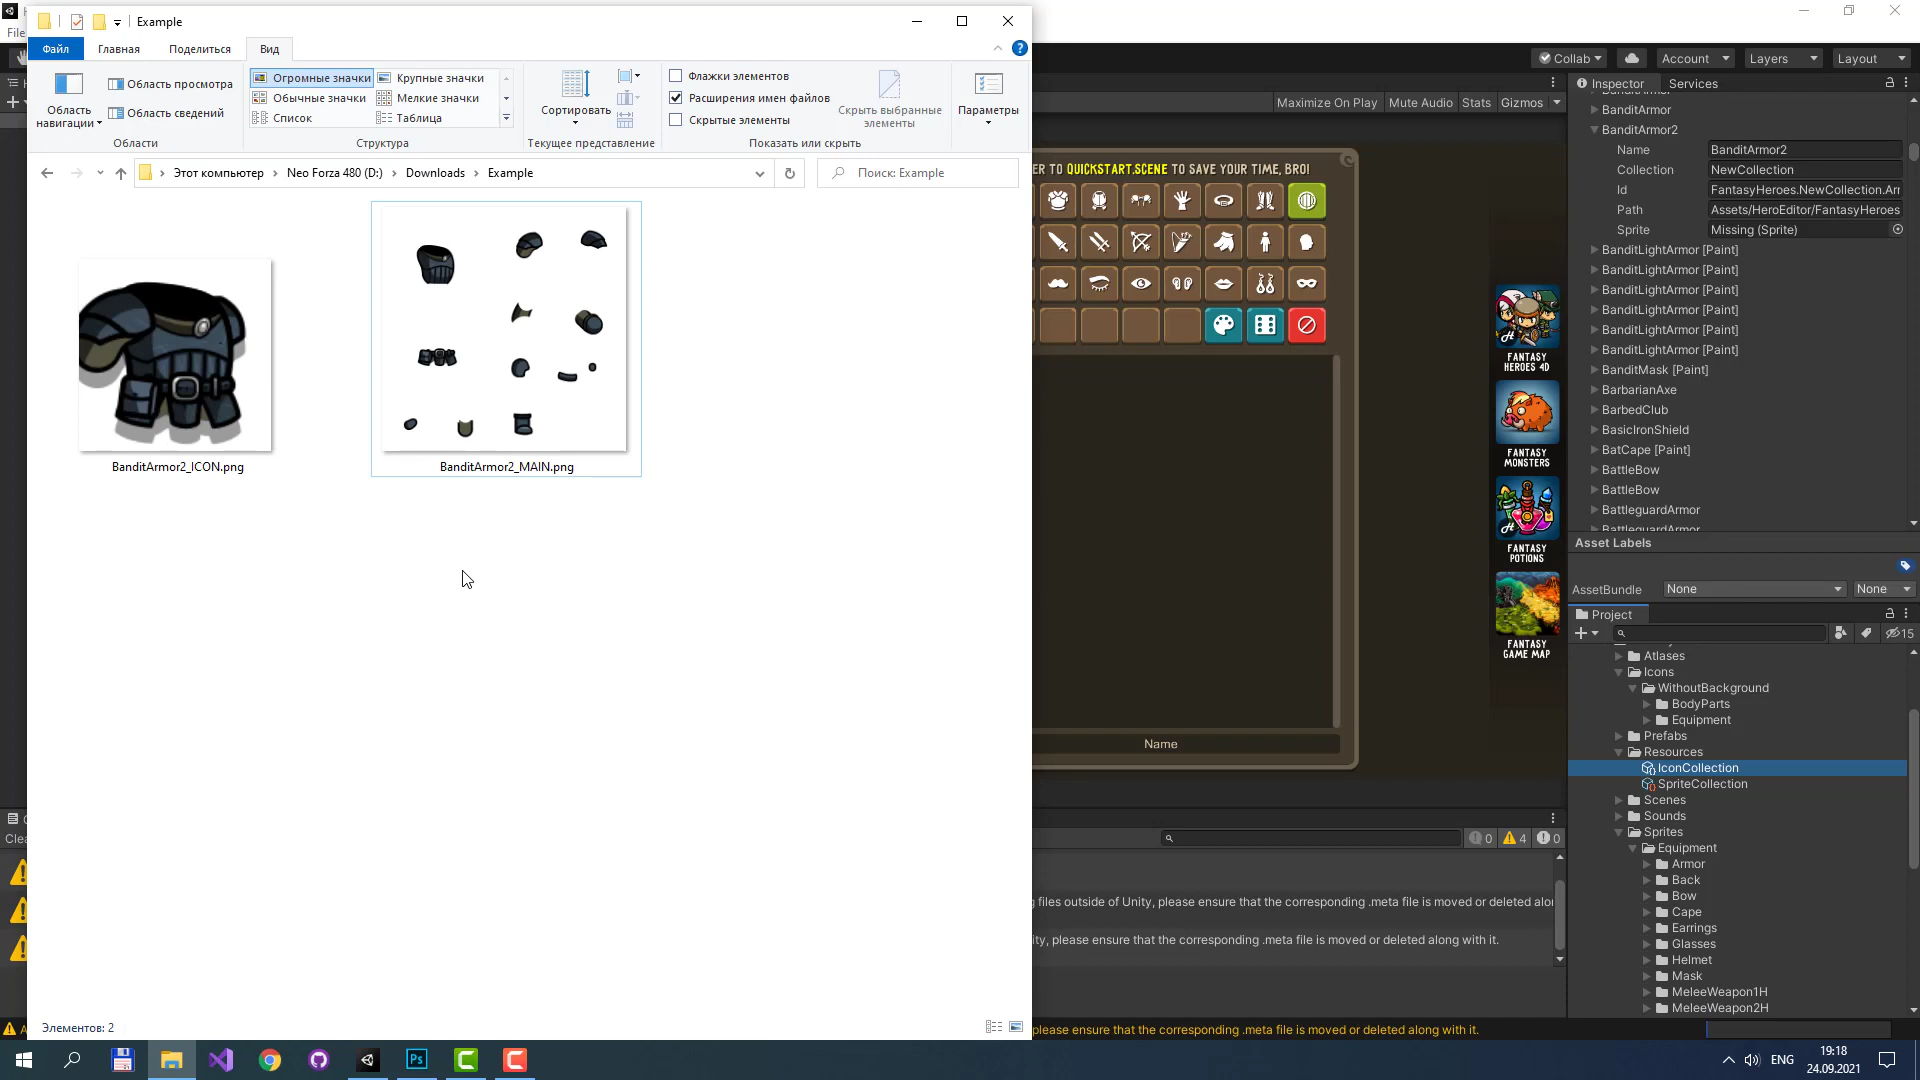 Example
File
Файл
Главная
Поделиться
Вид
Область навигации
Область просмотра
Область сведений
Области
Огромные значки
Крупные значки
Обычные значки
Мелкие значки
Список
Таблица
Структура
Сортировать
Текущее представление
Флажки элементов
Расширения имен файлов
Скрытые элементы
Скрыть выбранные элементы
Показать или скрыть
Параметры
Этот компьютер
Neo Forza 480 (D:)
Downloads
Example
Поиск: Example
BanditArmor2_ICON.png
BanditArmor2_MAIN.png
Элементов: 2
Collab
Account
Layers
Layout
Maximize On Play
Mute Audio
Stats
Gizmos
ER TO QUICKSTART.SCENE TO SAVE YOUR TIME, BRO!
FANTASY HEROES 4D
FANTASY MONSTERS
FANTASY POTIONS
FANTASY GAME MAP
Name
0
4
0
files outside of Unity, please ensure that the corresponding .meta file is moved or deleted alon
ity, please ensure that the corresponding .meta file is moved or deleted along with it.
please ensure that the corresponding .meta file is moved or deleted along with it.
Clea
Inspector
Services
BanditArmor
BanditArmor2
Name
BanditArmor2
Collection
NewCollection
Id
FantasyHeroes.NewCollection.Arr
Path
Assets/HeroEditor/FantasyHeroes
Sprite
Missing (Sprite)
BanditLightArmor [Paint]
BanditLightArmor [Paint]
BanditLightArmor [Paint]
BanditLightArmor [Paint]
BanditLightArmor [Paint]
BanditLightArmor [Paint]
BanditMask [Paint]
BarbarianAxe
BarbedClub
BasicIronShield
BatCape [Paint]
BattleBow
BattleBow
BattleguardArmor
BattleguardArmor
Asset Labels
AssetBundle
None
None
Project
15
Atlases
Icons
WithoutBackground
BodyParts
Equipment
Prefabs
Resources
IconCollection
SpriteCollection
Scenes
Sounds
Sprites
Equipment
Armor
Back
Bow
Cape
Earrings
Glasses
Helmet
Mask
MeleeWeapon1H
MeleeWeapon2H
Ps
ENG
19:18
24.09.2021